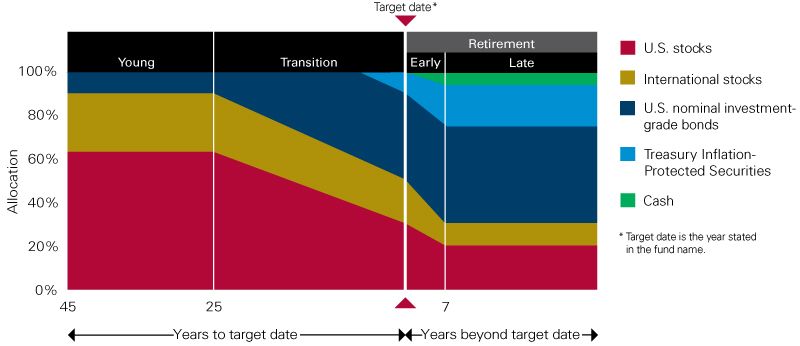 Target date*
Retirement
Young
Transition
Early
Late
100%
80%
60%
40%
20%
0%
Allocation
45
25
7
Years to target date
Years beyond target date
U.S. stocks
International stocks
U.S. nominal investment-
grade bonds
Treasury Inflation-
Protected Securities
Cash
* Target date is the year stated
in the fund name.